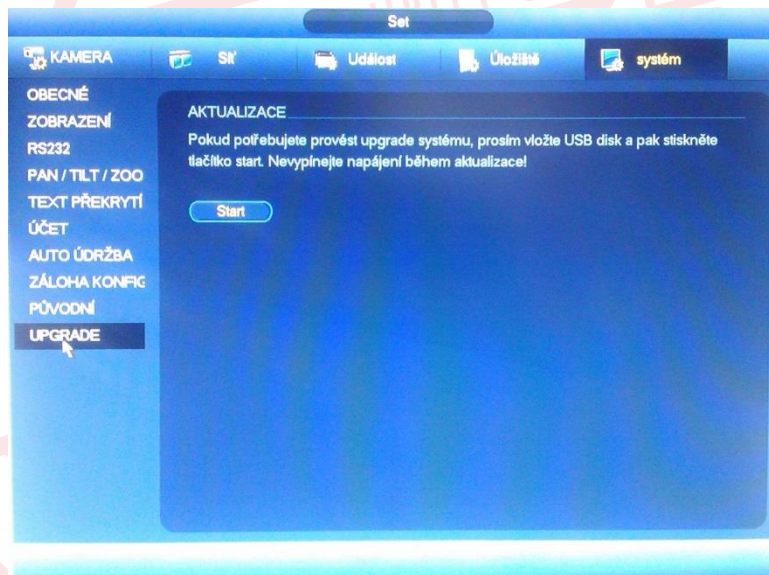 Set
KAMERA
Síť
Událost
Úložiště
systém
OBECNÉ
ZOBRAZENÍ
RS232
PAN / TILT / ZOO
TEXT PŘEKRYTÍ
ÚČET
AUTO ÚDRŽBA
ZÁLOHA KONFIG
PŮVODNÍ
UPGRADE
AKTUALIZACE
Pokud potřebujete provést upgrade systému, prosím vložte USB disk a pak stiskněte
tlačítko start. Nevypínejte napájení během aktualizace!
Start